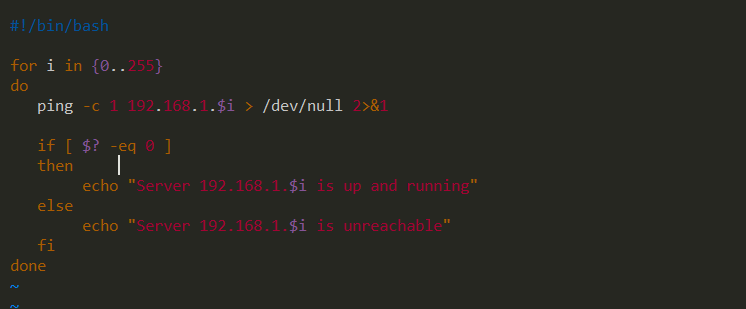 #!/bin/bash
for i in {0..255}
do
ping -c 1 192.168.1.$i > /dev/null 2>&1
if [ $? -eq 0 ]
then
echo "Server 192.168.1.$i is up and running"
else
echo "Server 192.168.1.$i is unreachable"
fi
done
~
~